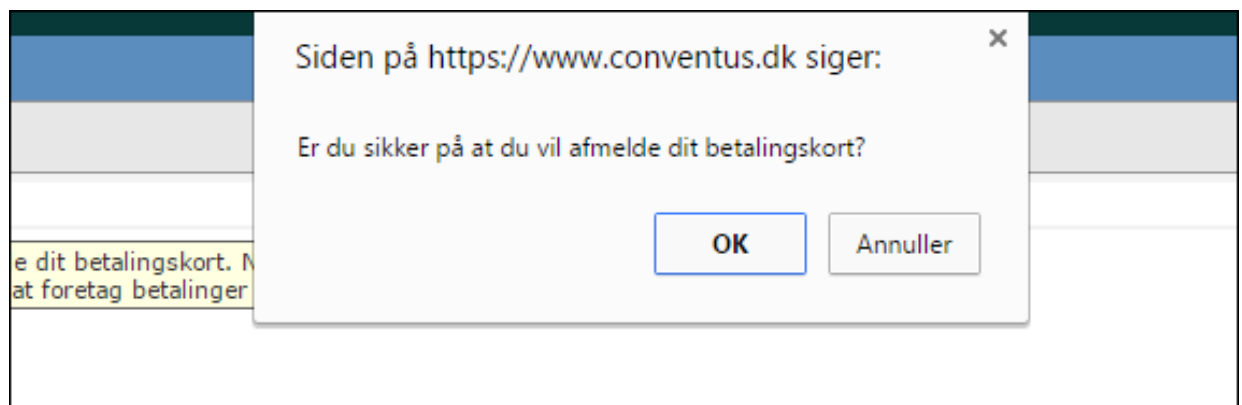 Siden på https://www.conventus.dk siger:
Er du sikker på at du vil afmelde dit betalingskort?
OK
Annuller
e dit betalingskort. N
at foretag betalinger